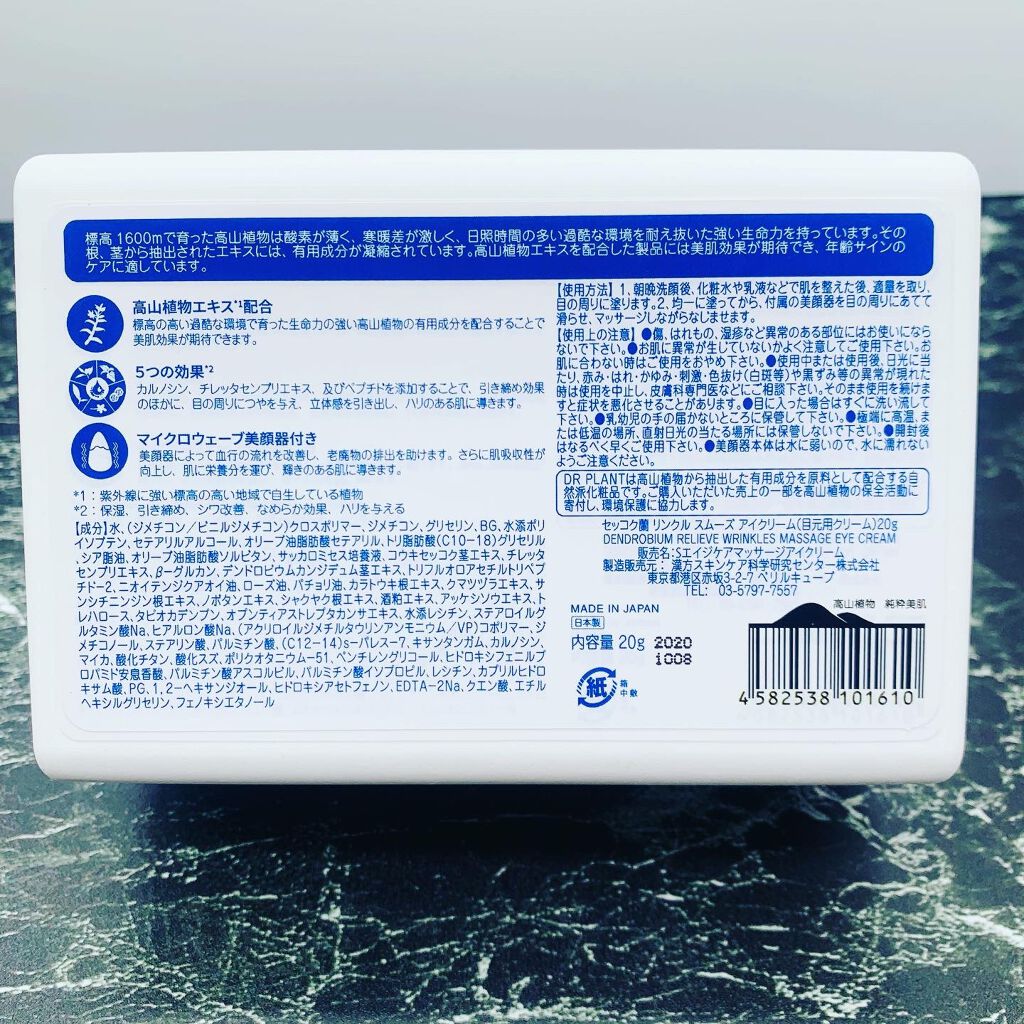 標高1600mで育った高山植物は酸素が薄く、寒暖差が激しく、日照時間の多い過酷な環境を耐え抜いた強い生命力を持っています。その
根、茎から抽出されたエキスには、有用成分が凝縮されています。高山植物エキスを配合した製品には美肌効果が期待でき、年齢サインの
ケアに適しています。
高山植物エキス*1配合
標高の高い過酷な環境で育った生命力の強い高山植物の有用成分を配合することで
美肌効果が期待できます。
5つの効果*2
カルノシン、チレッタセンプリエキス、及びペプチドを添加することで、引き締め効果
のほかに、目の周りにつやを与え、立体感を引き出し、ハリのある肌に導きます。
マイクロウェーブ美顔器付き
美顔器によって血行の流れを改善し、老廃物の排出を助けます。さらに肌吸収性が
向上し、肌に栄養分を運び、輝きのある肌に導きます。
*1：紫外線に強い標高の高い地域で自生している植物
*2：保湿、引き締め、シワ改善、なめらか効果、ハリを与える
【成分】水、(ジメチコン/ビニルジメチコン)クロスポリマー、ジメチコン、グリセリン、BG、水添ポリ
イソブテン、セテアリルアルコール、オリーブ油脂肪酸セテアリル、トリ脂肪酸(C10-18)グリセリル
、シア脂油、オリーブ油脂肪酸ソルビタン、サッカロミセス培養液、コウキセッコク茎エキス、チレッタ
センプリエキス、β-グルカン、デンドロビウムカンジデュム茎エキス、トリフルオロアセチルトリペプ
チド-2、ニオイテンジクアオイ油、ローズ油、パチョリ油、カラトウキ根エキス、クマツヅラエキス、サ
ンシチニンジン根エキス、ノボタンエキス、シャクヤク根エキス、酒粕エキス、アッケシソウエキス、ト
レハロース、タピオカデンプン、オプンティアストレプタカンサエキス、水添レシチン、ステアロイルグ
ルタミン酸Na、ヒアルロン酸Na、(アクリロイルジメチルタウリンアンモニウム/VP)コポリマー、ジ
メチコノール、ステアリン酸、パルミチン酸、(C12-14)s-パレス-7、キサンタンガム、カルノシン、
マイカ、酸化チタン、酸化スズ、ポリクオタニウム-51、ペンチレングリコール、ヒドロキシフェニルプ
ロパミド安息香酸、パルミチン酸アスコルビル、パルミチン酸イソプロピル、レシチン、カプリルヒドロ
キサム酸、PG、1,2-ヘキサンジオール、ヒドロキシアセトフェノン、EDTA-2Na、クエン酸、エチル
ヘキシルグリセリン、フェノキシエタノール
【使用方法】1、朝晩洗顔後、化粧水や乳液などで肌を整えた後、適量を取り、
目の周りに塗ります。2、均一に塗ってから、付属の美顔器を目の周りにあてて
滑らせ、マッサージしながらなじませます。
【使用上の注意】●傷、はれもの、湿疹など異常のある部位にはお使いになら
ないで下さい。●お肌に異常が生じていないかよく注意してご使用下さい。お
肌に合わない時はご使用をおやめ下さい。●使用中または使用後、日光に当
たり、赤み・はれ・かゆみ・刺激・色抜け(白斑等)や黒ずみ等の異常が現れた
時は使用を中止し、皮膚科専門医などにご相談下さい。そのまま使用を続けま
すと症状を悪化させることがあります。●目に入った場合はすぐに洗い流して
下さい。●乳幼児の手の届かないところに保管して下さい。●極端に高温、ま
たは低温の場所、直射日光の当たる場所には保管しないで下さい。●開封後
はなるべく早くご使用下さい。●美顔器本体は水に弱いので、水に濡れない
ようご注意ください。
DR PLANTは高山植物から抽出した有用成分を原料として配合する自
然派化粧品です。ご購入いただいた売上の一部を高山植物の保全活動に
寄付し、環境保護に協力します。
セッコク蘭 リンクル スムーズ アイクリーム(目元用クリーム)20g
DENDROBIUM RELIEVE WRINKLES MASSAGE EYE CREAM
販売名:Sエイジケアマッサージアイクリーム
製造販売元：漢方スキンケア科学研究センター株式会社
東京都港区赤坂3-2-7 ベリルキューブ
TEL: 03-5797-7557
MADE IN JAPAN
日本製
内容量 20g
2020
1008
紙
箱
中敷
高山植物 純粋美肌
4 582538 101610